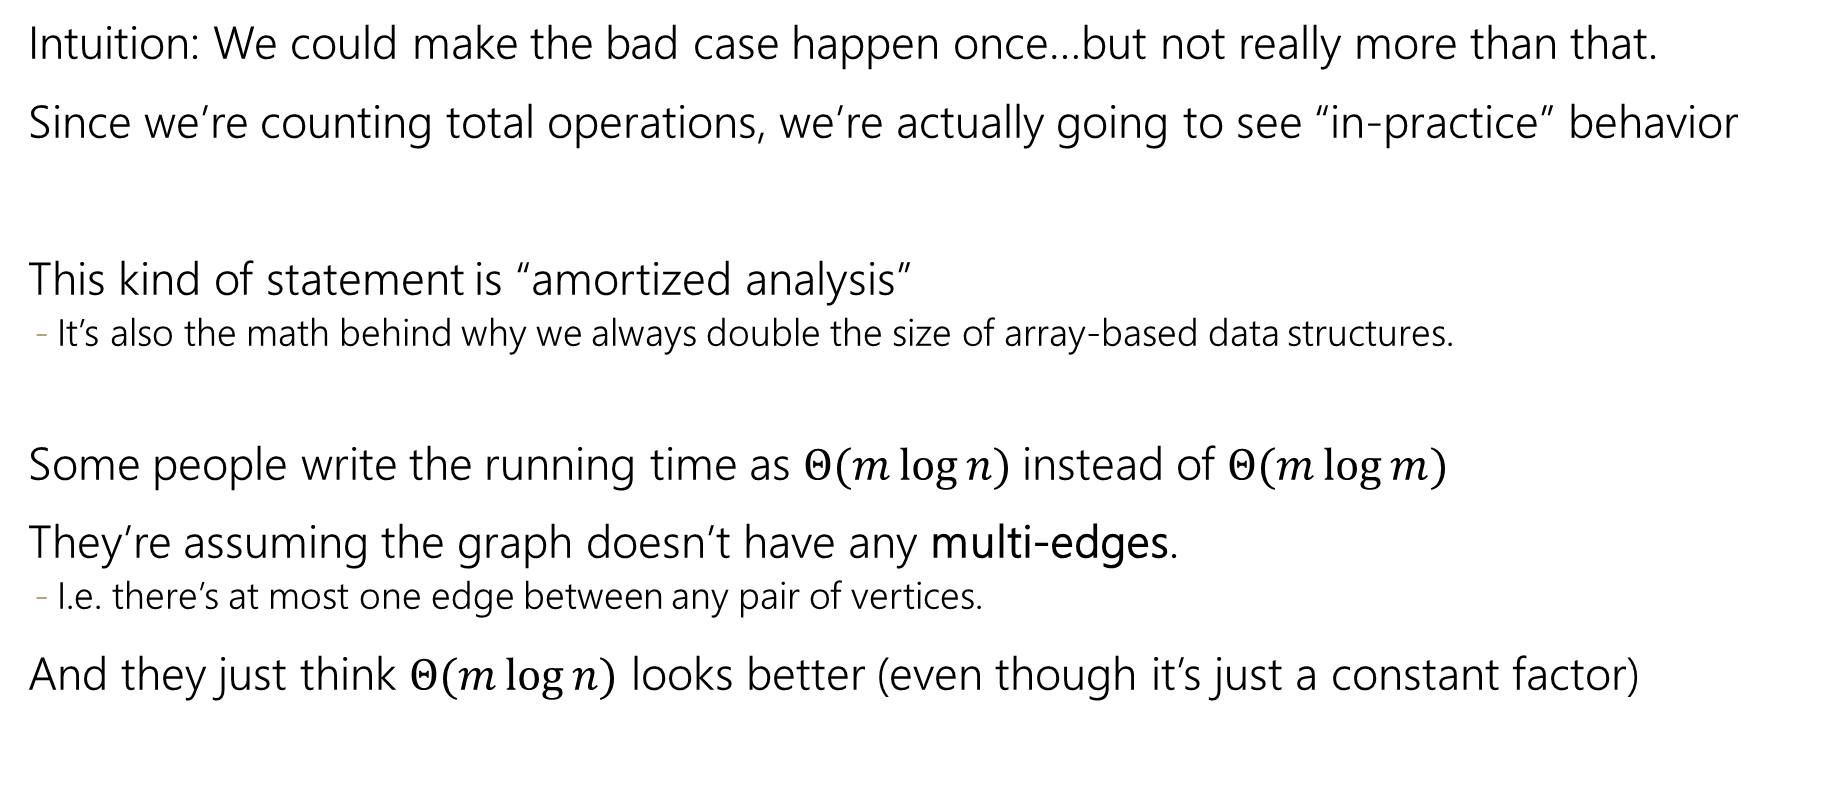 Intuition: We could make the bad case happen once...but not really more than that.
Since we’re counting total operations, we’re actually going to see “in-practice” behavior
This kind of statement is “amortized analysis”
- It’s also the math behind why we always double the size of array-based data structures.
Some people write the running time as Θ(m log n) instead of Θ(m log m)
They’re assuming the graph doesn’t have any multi-edges.
- I.e. there’s at most one edge between any pair of vertices.
And they just think Θ(m log n) looks better (even though it’s just a constant factor)